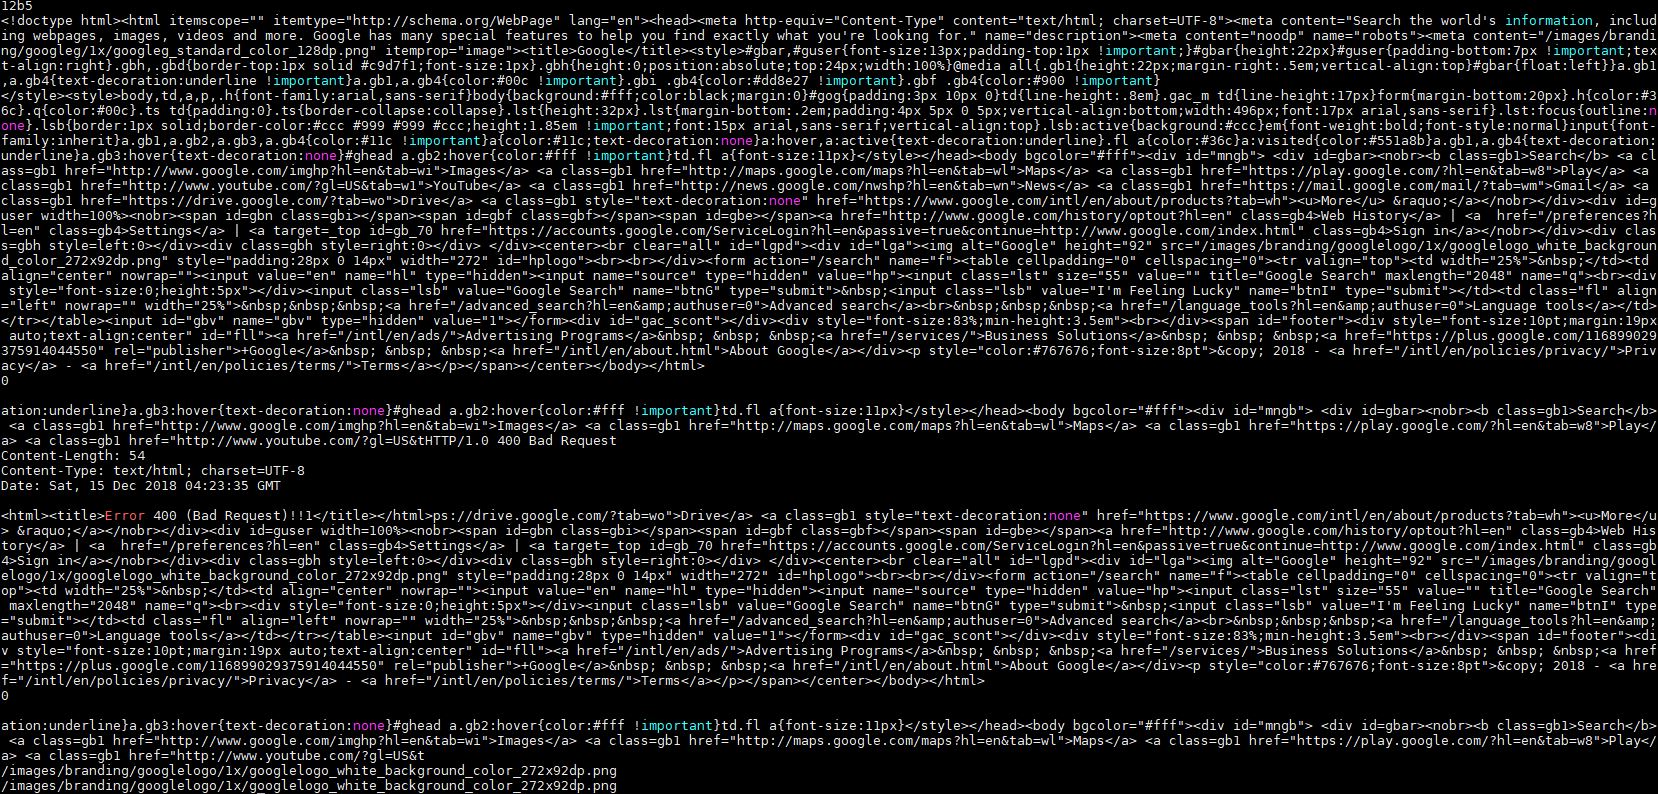 12b5
<!doctype html><html itemscope="" itemtype="http://schema.org/WebPage" lang="en"><head><meta http-equiv="Content-Type" content="text/html; charset=UTF-8"><meta content="Search the world's information, includ
ing webpages, images, videos and more. Google has many special features to help you find exactly what you're looking for." name="description"><meta content="noodp" name="robots"><meta content="/images/brandi
ng/googleg/1x/googleg_standard_color_128dp.png" itemprop="image"><title>Google</title><style>#gbar,#guser{font-size:13px;padding-top:1px !important;}#gbar{height:22px}#guser{padding-bottom:7px !important;tex
t-align:right}.gbh,.gbd{border-top:1px solid #c9d7f1;font-size:1px}.gbh{height:0;position:absolute;top:24px;width:100%}@media all{.gb1{height:22px;margin-right:.5em;vertical-align:top}#gbar{float:left}}a.gb1
,a.gb4{text-decoration:underline !important}a.gb1,a.gb4{color:#00c !important}.gbi .gb4{color:#dd8e27 !important}.gbf .gb4{color:#900 !important}
</style><style>body,td,a,p,.h{font-family:arial,sans-serif}body{background:#fff;color:black;margin:0}#gog{padding:3px 10px 0}td{line-height:.8em}.gac_m td{line-height:17px}form{margin-bottom:20px}.h{color:#3
6c}.q{color:#00c}.ts td{padding:0}.ts{border-collapse:collapse}.lst{height:32px}.lst{margin-bottom:.2em;padding:4px 5px 0 5px;vertical-align:bottom;width:496px;font:17px arial,sans-serif}.lst:focus{outline:n
one}.lsb{border:1px solid;border-color:#ccc #999 #999 #ccc;height:1.85em !important;font:15px arial,sans-serif;vertical-align:top}.lsb:active{background:#ccc}em{font-weight:bold;font-style:normal}input{font-
family:inherit}a.gb1,a.gb2,a.gb3,a.gb4{color:#11c !important}a{color:#11c;text-decoration:none}a:hover,a:active{text-decoration:underline}.fl a{color:#36c}a:visited{color:#551a8b}a.gb1,a.gb4{text-decoration:
underline}a.gb3:hover{text-decoration:none}#ghead a.gb2:hover{color:#fff !important}td.fl a{font-size:11px}</style></head><body bgcolor="#fff"><div id="mngb"> <div id=gbar><nobr><b class=gb1>Search</b> <a cl
ass=gb1 href="http://www.google.com/imghp?hl=en&tab=wi">Images</a> <a class=gb1 href="http://maps.google.com/maps?hl=en&tab=wl">Maps</a> <a class=gb1 href="https://play.google.com/?hl=en&tab=w8">Play</a> <a
class=gb1 href="http://www.youtube.com/?gl=US&tab=w1">YouTube</a> <a class=gb1 href="http://news.google.com/nwshp?hl=en&tab=wn">News</a> <a class=gb1 href="https://mail.google.com/mail/?tab=wm">Gmail</a> <a
class=gb1 href="https://drive.google.com/?tab=wo">Drive</a> <a class=gb1 style="text-decoration:none" href="https://www.google.com/intl/en/about/products?tab=wh"><u>More</u> &raquo;</a></nobr></div><div id=g
user width=100%><nobr><span id=gbn class=gbi></span><span id=gbf class=gbf></span><span id=gbe></span><a href="http://www.google.com/history/optout?hl=en" class=gb4>Web History</a> | <a  href="/preferences?h
l=en" class=gb4>Settings</a> | <a target=_top id=gb_70 href="https://accounts.google.com/ServiceLogin?hl=en&passive=true&continue=http://www.google.com/index.html" class=gb4>Sign in</a></nobr></div><div clas
s=gbh style=left:0></div><div class=gbh style=right:0></div> </div><center><br clear="all" id="lgpd"><div id="lga"><img alt="Google" height="92" src="/images/branding/googlelogo/1x/googlelogo_white_backgroun
d_color_272x92dp.png" style="padding:28px 0 14px" width="272" id="hplogo"><br><br></div><form action="/search" name="f"><table cellpadding="0" cellspacing="0"><tr valign="top"><td width="25%">&nbsp;</td><td
align="center" nowrap=""><input value="en" name="hl" type="hidden"><input name="source" type="hidden" value="hp"><input class="lst" size="55" value="" title="Google Search" maxlength="2048" name="q"><br><div
 style="font-size:0;height:5px"></div><input class="lsb" value="Google Search" name="btnG" type="submit">&nbsp;<input class="lsb" value="I'm Feeling Lucky" name="btnI" type="submit"></td><td class="fl" align
="left" nowrap="" width="25%">&nbsp;&nbsp;&nbsp;<a href="/advanced_search?hl=en&amp;authuser=0">Advanced search</a><br>&nbsp;&nbsp;&nbsp;<a href="/language_tools?hl=en&amp;authuser=0">Language tools</a></td>
</tr></table><input id="gbv" name="gbv" type="hidden" value="1"></form><div id="gac_scont"></div><div style="font-size:83%;min-height:3.5em"><br></div><span id="footer"><div style="font-size:10pt;margin:19px
 auto;text-align:center" id="fll"><a href="/intl/en/ads/">Advertising Programs</a>&nbsp; &nbsp; &nbsp;<a href="/services/">Business Solutions</a>&nbsp; &nbsp; &nbsp;<a href="https://plus.google.com/116899029
375914044550" rel="publisher">+Google</a>&nbsp; &nbsp; &nbsp;<a href="/intl/en/about.html">About Google</a></div><p style="color:#767676;font-size:8pt">&copy; 2018 - <a href="/intl/en/policies/privacy/">Priv
acy</a> - <a href="/intl/en/policies/terms/">Terms</a></p></span></center></body></html>
0
ation:underline}a.gb3:hover{text-decoration:none}#ghead a.gb2:hover{color:#fff !important}td.fl a{font-size:11px}</style></head><body bgcolor="#fff"><div id="mngb"> <div id=gbar><nobr><b class=gb1>Search</b>
 <a class=gb1 href="http://www.google.com/imghp?hl=en&tab=wi">Images</a> <a class=gb1 href="http://maps.google.com/maps?hl=en&tab=wl">Maps</a> <a class=gb1 href="https://play.google.com/?hl=en&tab=w8">Play</
a> <a class=gb1 href="http://www.youtube.com/?gl=US&tHTTP/1.0 400 Bad Request
Content-Length: 54
Content-Type: text/html; charset=UTF-8
Date: Sat, 15 Dec 2018 04:23:35 GMT
<html><title>Error 400 (Bad Request)!!1</title></html>ps://drive.google.com/?tab=wo">Drive</a> <a class=gb1 style="text-decoration:none" href="https://www.google.com/intl/en/about/products?tab=wh"><u>More</u
> &raquo;</a></nobr></div><div id=guser width=100%><nobr><span id=gbn class=gbi></span><span id=gbf class=gbf></span><span id=gbe></span><a href="http://www.google.com/history/optout?hl=en" class=gb4>Web His
tory</a> | <a  href="/preferences?hl=en" class=gb4>Settings</a> | <a target=_top id=gb_70 href="https://accounts.google.com/ServiceLogin?hl=en&passive=true&continue=http://www.google.com/index.html" class=gb
4>Sign in</a></nobr></div><div class=gbh style=left:0></div><div class=gbh style=right:0></div> </div><center><br clear="all" id="lgpd"><div id="lga"><img alt="Google" height="92" src="/images/branding/googl
elogo/1x/googlelogo_white_background_color_272x92dp.png" style="padding:28px 0 14px" width="272" id="hplogo"><br><br></div><form action="/search" name="f"><table cellpadding="0" cellspacing="0"><tr valign="t
op"><td width="25%">&nbsp;</td><td align="center" nowrap=""><input value="en" name="hl" type="hidden"><input name="source" type="hidden" value="hp"><input class="lst" size="55" value="" title="Google Search"
 maxlength="2048" name="q"><br><div style="font-size:0;height:5px"></div><input class="lsb" value="Google Search" name="btnG" type="submit">&nbsp;<input class="lsb" value="I'm Feeling Lucky" name="btnI" type
="submit"></td><td class="fl" align="left" nowrap="" width="25%">&nbsp;&nbsp;&nbsp;<a href="/advanced_search?hl=en&amp;authuser=0">Advanced search</a><br>&nbsp;&nbsp;&nbsp;<a href="/language_tools?hl=en&amp;
authuser=0">Language tools</a></td></tr></table><input id="gbv" name="gbv" type="hidden" value="1"></form><div id="gac_scont"></div><div style="font-size:83%;min-height:3.5em"><br></div><span id="footer"><di
v style="font-size:10pt;margin:19px auto;text-align:center" id="fll"><a href="/intl/en/ads/">Advertising Programs</a>&nbsp; &nbsp; &nbsp;<a href="/services/">Business Solutions</a>&nbsp; &nbsp; &nbsp;<a href
="https://plus.google.com/116899029375914044550" rel="publisher">+Google</a>&nbsp; &nbsp; &nbsp;<a href="/intl/en/about.html">About Google</a></div><p style="color:#767676;font-size:8pt">&copy; 2018 - <a hre
f="/intl/en/policies/privacy/">Privacy</a> - <a href="/intl/en/policies/terms/">Terms</a></p></span></center></body></html>
0
ation:underline}a.gb3:hover{text-decoration:none}#ghead a.gb2:hover{color:#fff !important}td.fl a{font-size:11px}</style></head><body bgcolor="#fff"><div id="mngb"> <div id=gbar><nobr><b class=gb1>Search</b>
 <a class=gb1 href="http://www.google.com/imghp?hl=en&tab=wi">Images</a> <a class=gb1 href="http://maps.google.com/maps?hl=en&tab=wl">Maps</a> <a class=gb1 href="https://play.google.com/?hl=en&tab=w8">Play</
a> <a class=gb1 href="http://www.youtube.com/?gl=US&t
/images/branding/googlelogo/1x/googlelogo_white_background_color_272x92dp.png
/images/branding/googlelogo/1x/googlelogo_white_background_color_272x92dp.png